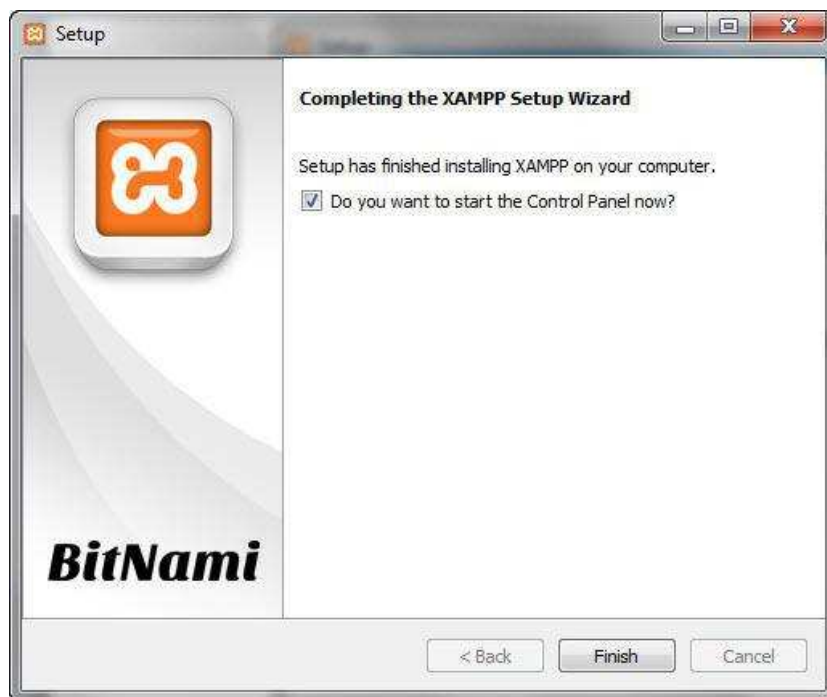 Setup
Completing the XAMPP Setup Wizard
Setup has finished installing XAMPP on your computer.
Do you want to start the Control Panel now?
BitNami
< Back
Finish
Cancel